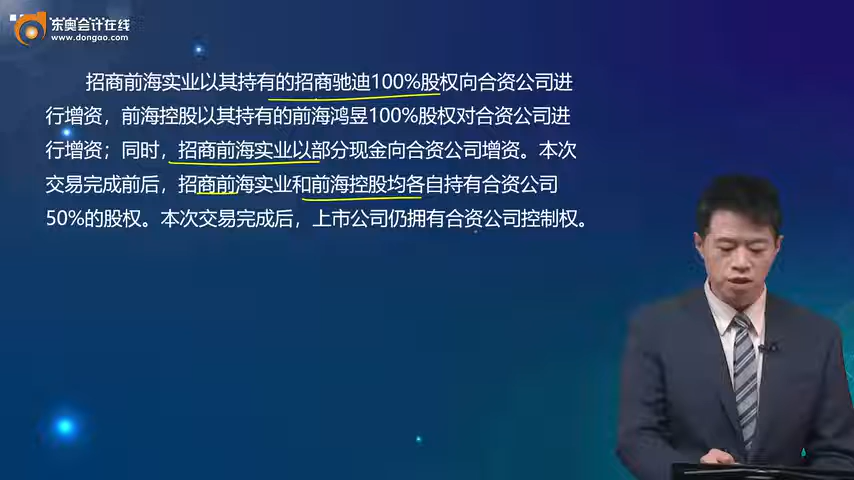 东奥会计在线
www.dongao.com
招商前海实业以其持有的招商驰迪100%股权向合资公司进
行增资，前海控股以其持有的前海鸿昱100%股权对合资公司进
行增资；同时，招商前海实业以部分现金向合资公司增资。本次
交易完成前后，招商前海实业和前海控股均各自持有合资公司
50%的股权。本次交易完成后，上市公司仍拥有合资公司控制权。